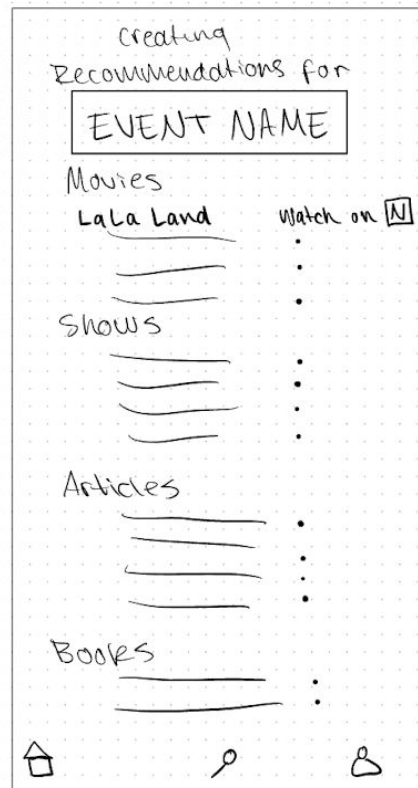 Creating
Recommendations for
EVENT NAME
Movies
LaLa Land Watch on N
Shows
Articles
Books